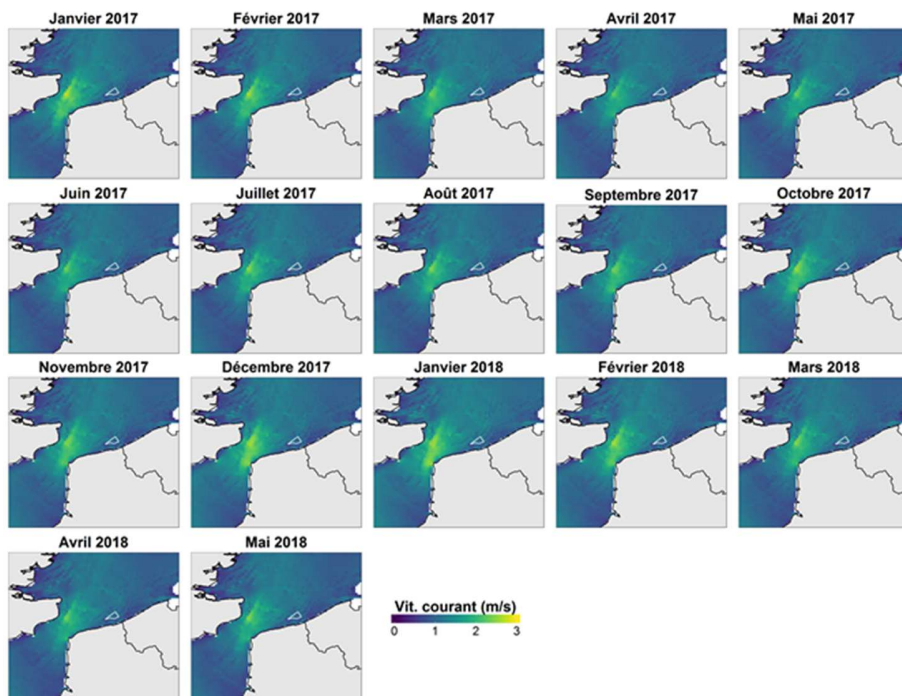 Janvier 2017
Février 2017
Mars 2017
Avril 2017
Mai 2017
Juin 2017
Juillet 2017
Août 2017
Septembre 2017
Octobre 2017
Novembre 2017
Décembre 2017
Janvier 2018
Février 2018
Mars 2018
Avril 2018
Mai 2018
Vit. courant (m/s)
0 1 2 3